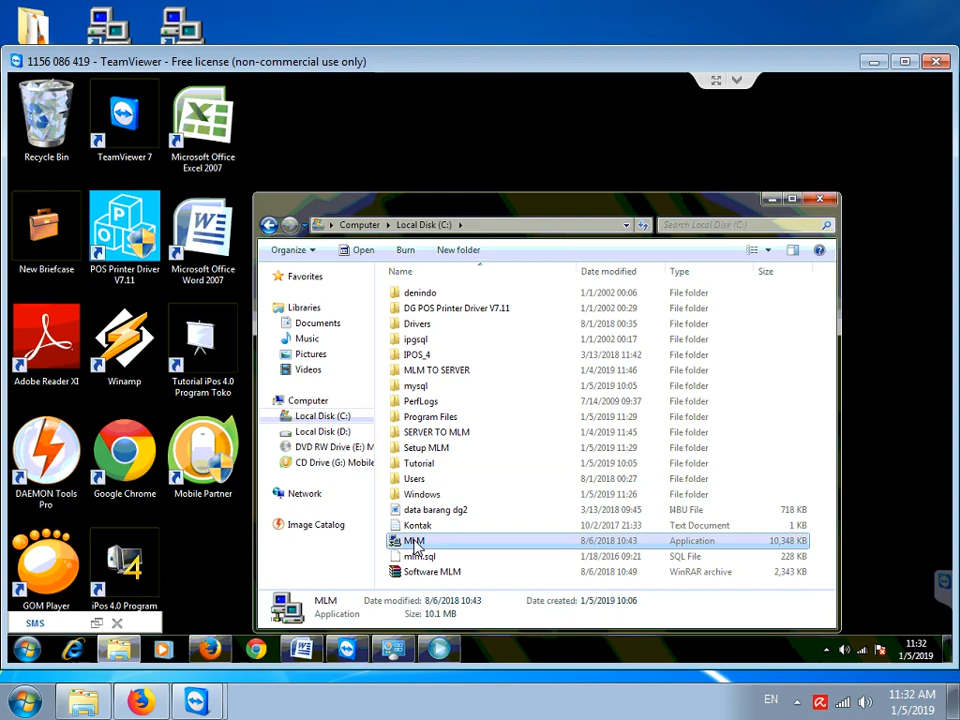 1156 086 419 - TeamViewer - Free license (non-commercial use only)
Recycle Bin
TeamViewer 7
Microsoft Office
Excel 2007
New Briefcase
POS Printer Driver
V7.11
Microsoft Office
Word 2007
Adobe Reader XI
Winamp
Tutorial iPos 4.0
Program Toko
DAEMON Tools
Pro
Google Chrome
Mobile Partner
GOM Player
iPos 4.0 Program
SMS
Computer
Local Disk (C:)
Search Local Disk (C:)
Organize
Open
Burn
New folder
Favorites
Libraries
Documents
Music
Pictures
Videos
Computer
Local Disk (C:)
Local Disk (D:)
DVD RW Drive (E:) M
CD Drive (G:) Mobile
Network
Image Catalog
Name Date modified Type Size
denindo 1/1/2002 00:06 File folder
DG POS Printer Driver V7.11 1/1/2002 00:29 File folder
Drivers 8/1/2018 00:35 File folder
ipgsql 1/1/2002 00:17 File folder
IPOS_4 3/13/2018 11:42 File folder
MLM TO SERVER 1/4/2019 11:46 File folder
mysql 1/5/2019 10:05 File folder
PerfLogs 7/14/2009 09:37 File folder
Program Files 1/5/2019 11:29 File folder
SERVER TO MLM 1/4/2019 11:45 File folder
Setup MLM 1/5/2019 11:29 File folder
Tutorial 1/5/2019 10:05 File folder
Users 8/1/2018 00:27 File folder
Windows 1/5/2019 11:26 File folder
data barang dg2 3/13/2018 09:45 I4BU File 718 KB
Kontak 10/2/2017 21:33 Text Document 1 KB
MLM 8/6/2018 10:43 Application 10,348 KB
mlm.sql 1/18/2016 09:21 SQL File 228 KB
Software MLM 8/6/2018 10:49 WinRAR archive 2,343 KB
MLM Date modified: 8/6/2018 10:43 Date created: 1/5/2019 10:06
Application Size: 10.1 MB
11:32
1/5/2019
EN
11:32 AM
1/5/2019